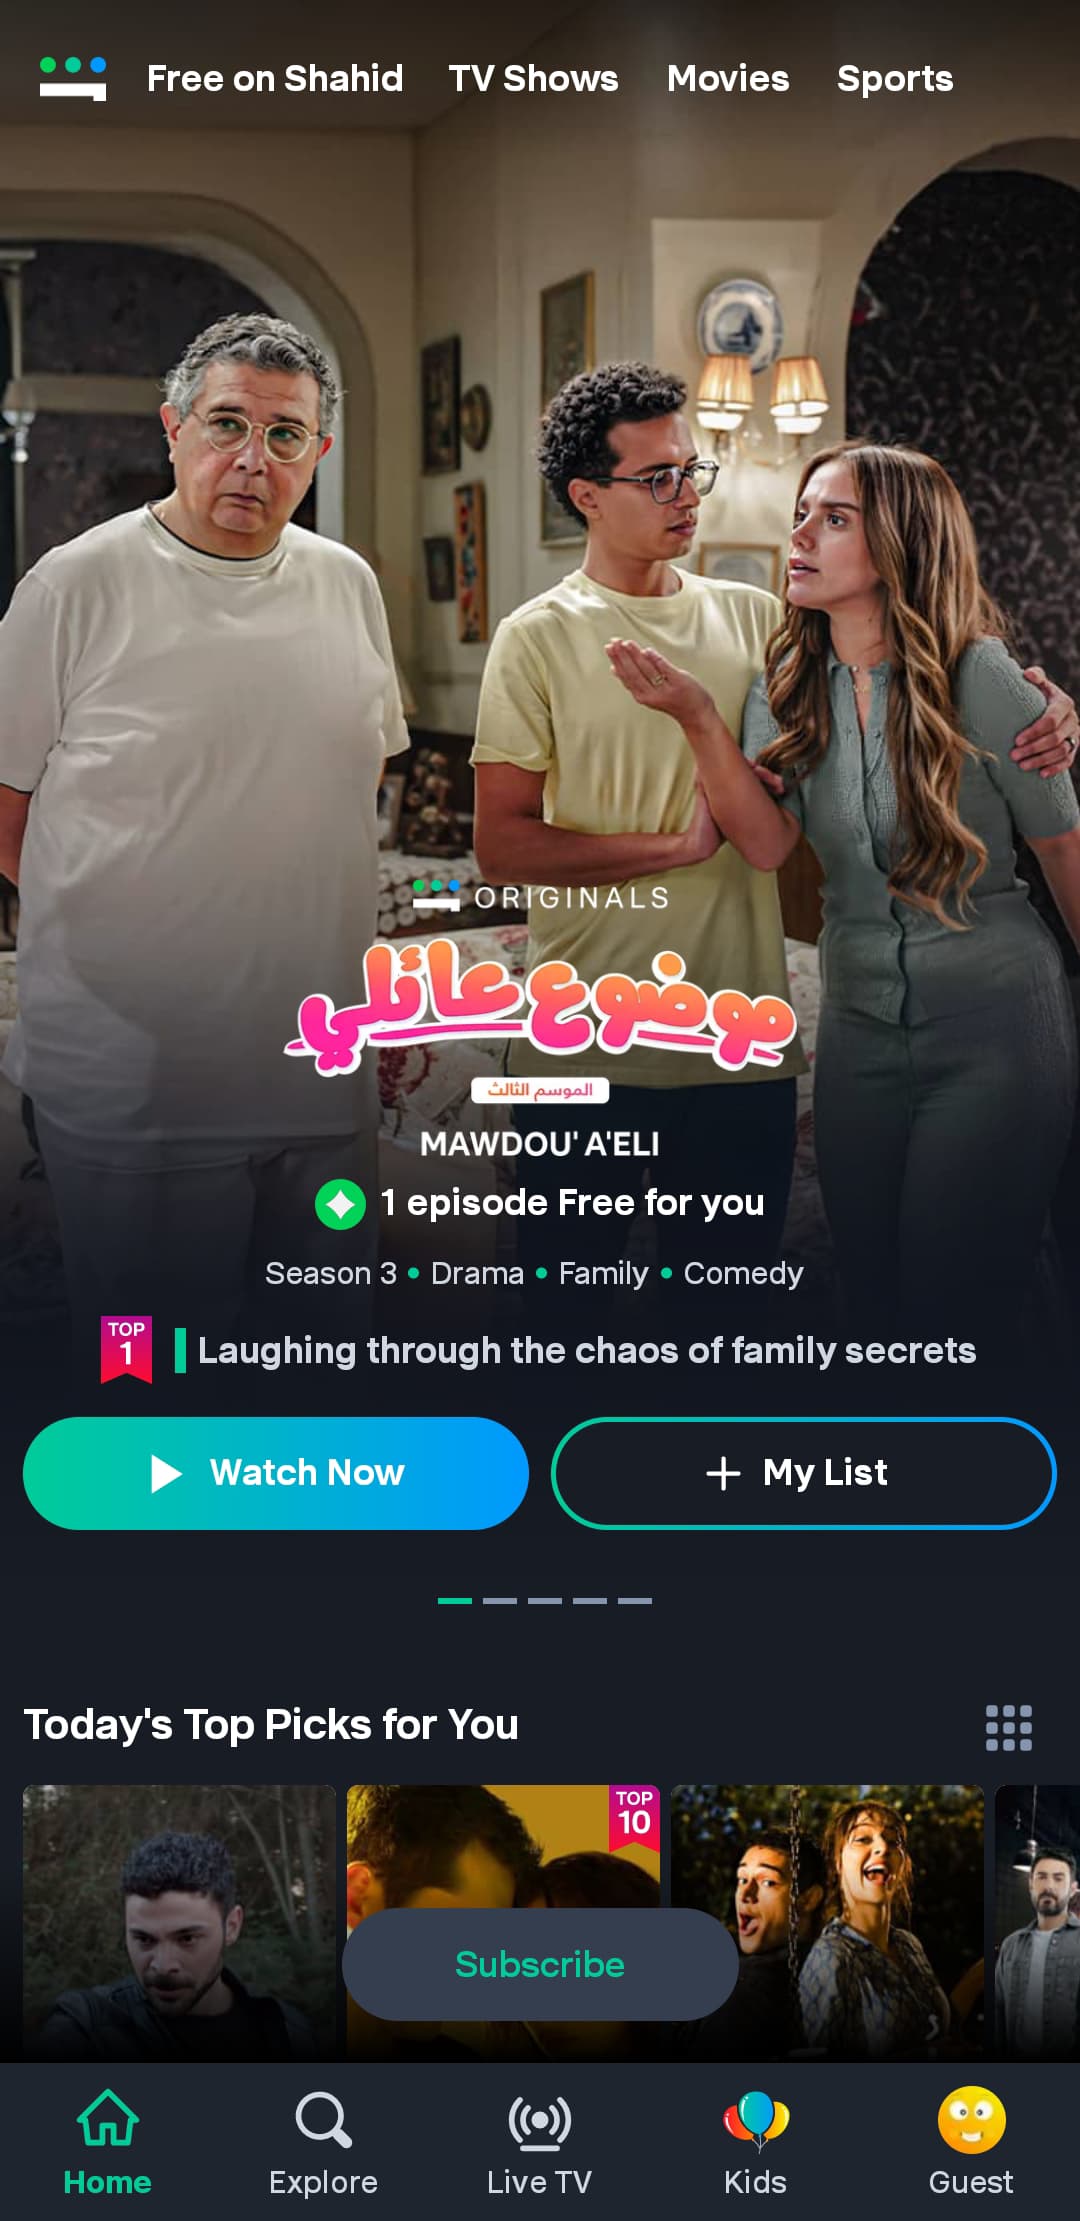 Free on Shahid
TV Shows
Movies
Sports
ORIGINALS
موضوع عائلي
الموسم الثالث
MAWDOU' A'ELI
1 episode Free for you
Season 3 • Drama • Family • Comedy
TOP
1
Laughing through the chaos of family secrets
Watch Now
My List
Today's Top Picks for You
TOP
10
Subscribe
Home
Explore
Live TV
Kids
Guest